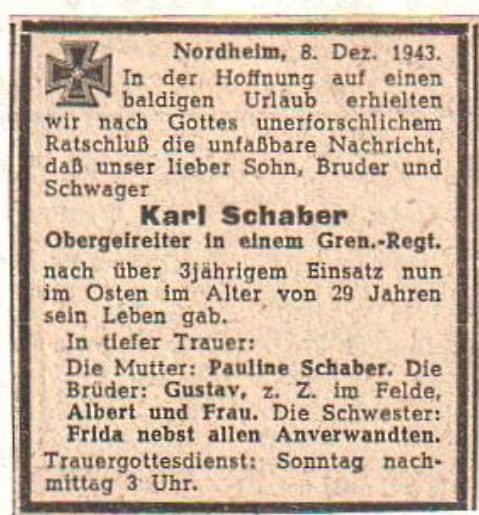 Nordheim, 8. Dez. 1943.
In der Hoffnung auf einen
baldigen Urlaub erhielten
wir nach Gottes unerforschlichem
Ratschluß die unfaßbare Nachricht,
daß unser lieber Sohn, Bruder und
Schwager
Karl Schaber
Obergefreiter in einem Gren.-Regt.
nach über 3jährigem Einsatz nun
im Osten im Alter von 29 Jahren
sein Leben gab.
In tiefer Trauer:
Die Mutter: Pauline Schaber. Die
Brüder: Gustav, z. Z. im Felde,
Albert und Frau. Die Schwester:
Frida nebst allen Anverwandten.
Trauergottesdienst: Sonntag nach-
mittag 3 Uhr.